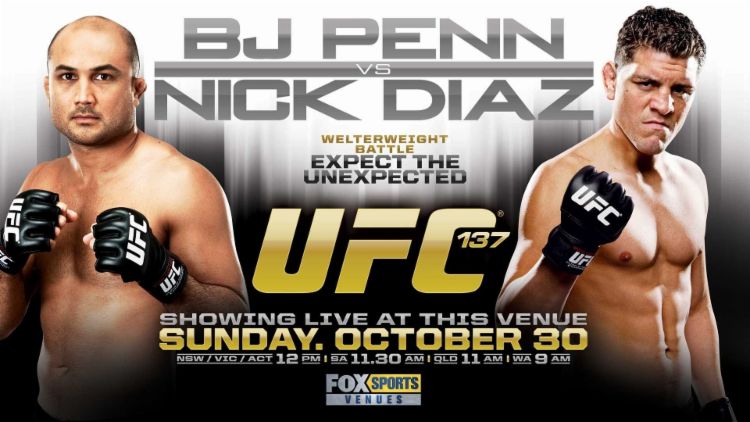 BJ PENN
VS
NICK DIAZ
WELTERWEIGHT
BATTLE
EXPECT THE
UNEXPECTED
UFC® 137
UFC
UFC
UFC
UFC
SHOWING LIVE AT THIS VENUE
SUNDAY. OCTOBER 30
NSW / VIC / ACT 12 PM | SA 11.30 AM | QLD 11 AM | WA 9 AM
FOX SPORTS
VENUES